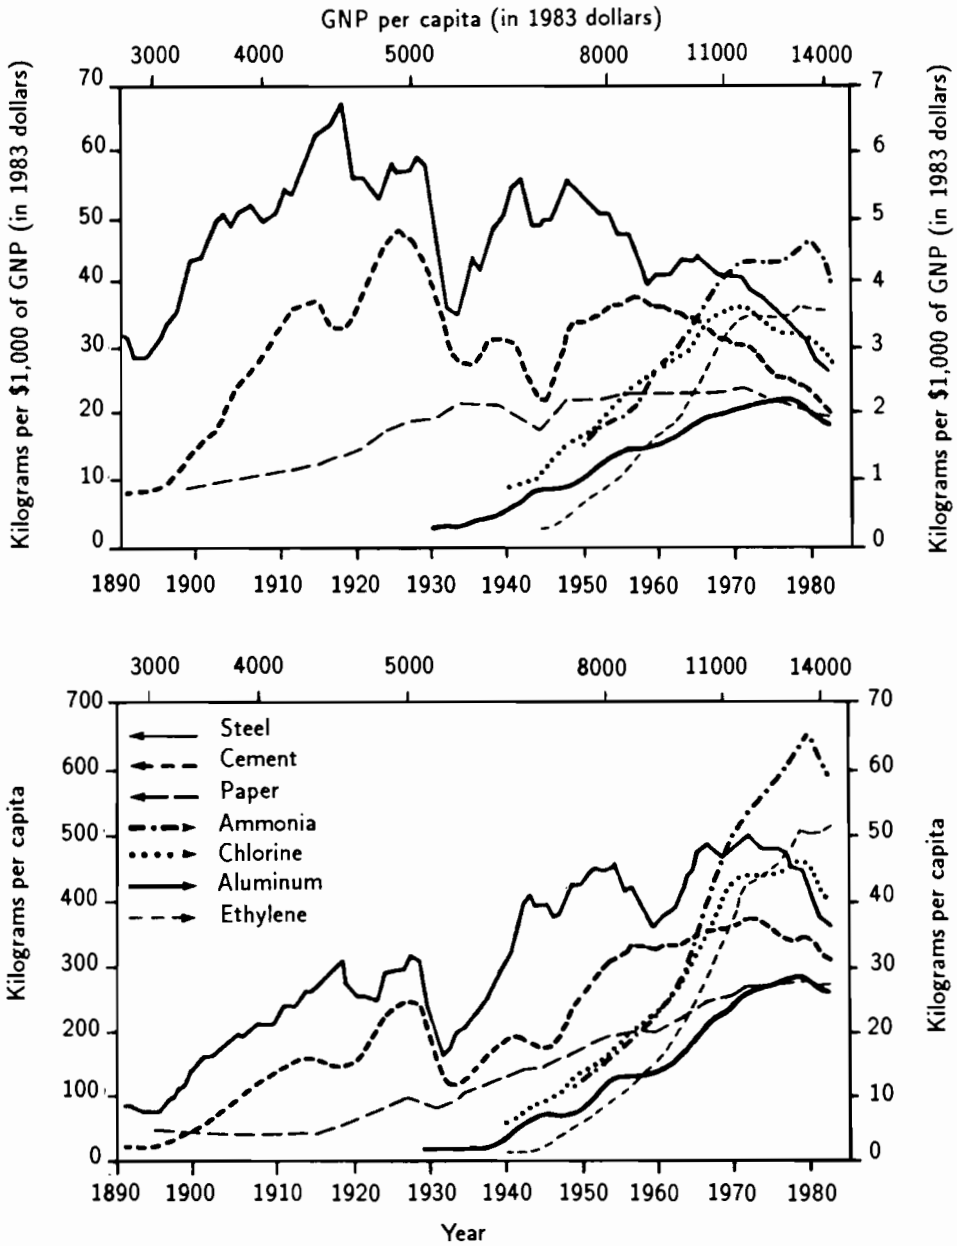 GNP per capita (in 1983 dollars)
3000 4000 5000 8000 11000 14000
70 7
60 6
50 5
40 4
30 3
20 2
10 1
0 0
Kilograms per $1,000 of GNP (in 1983 dollars)
Kilograms per $1,000 of GNP (in 1983 dollars)
1890 1900 1910 1920 1930 1940 1950 1960 1970 1980
3000 4000 5000 8000 11000 14000
700 70
600 60
500 50
400 40
300 30
200 20
100 10
0 0
Steel
Cement
Paper
Ammonia
Chlorine
Aluminum
Ethylene
Kilograms per capita
Kilograms per capita
1890 1900 1910 1920 1930 1940 1950 1960 1970 1980
Year